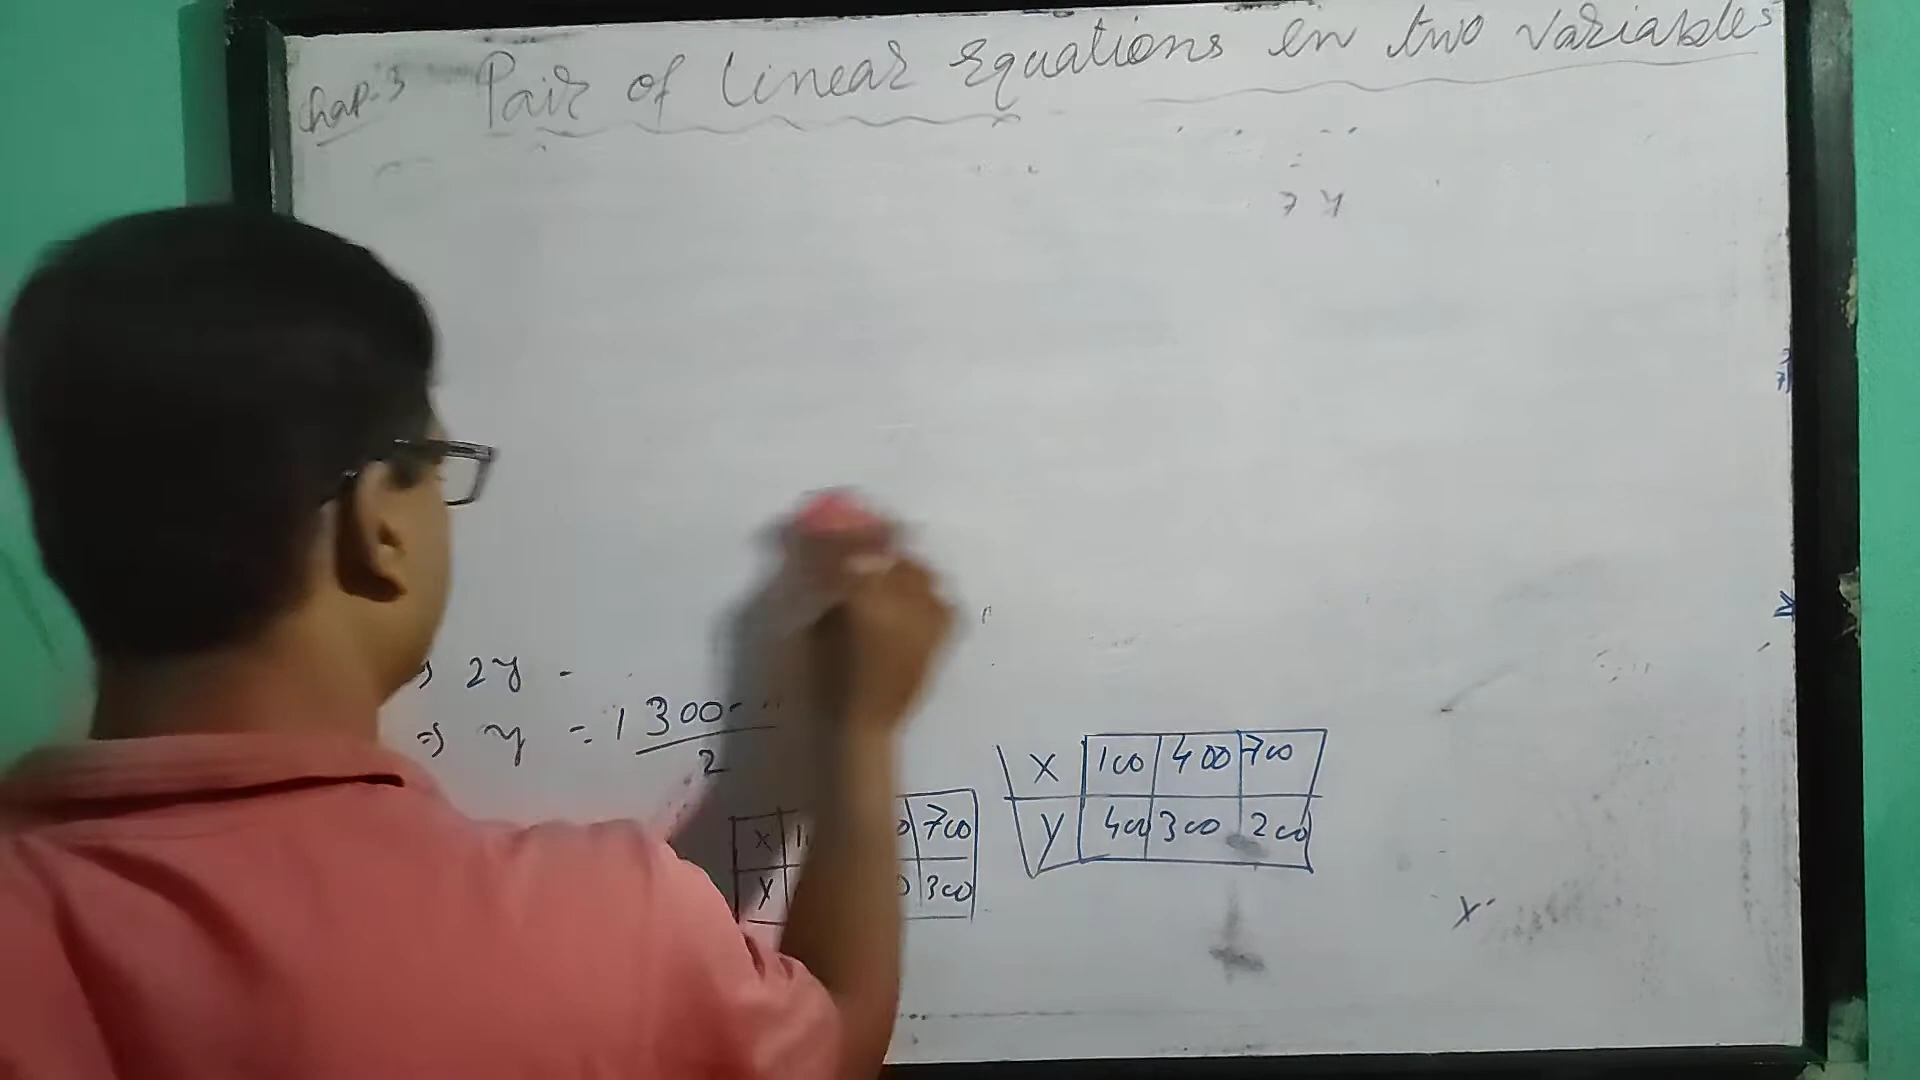 Chap-3 Pair of Linear Equations in two variables
7 y
⇒ 2y -
⇒ y = 1300-
2
X 100 400 700
Y 400 300 200
X 700
Y 300
X